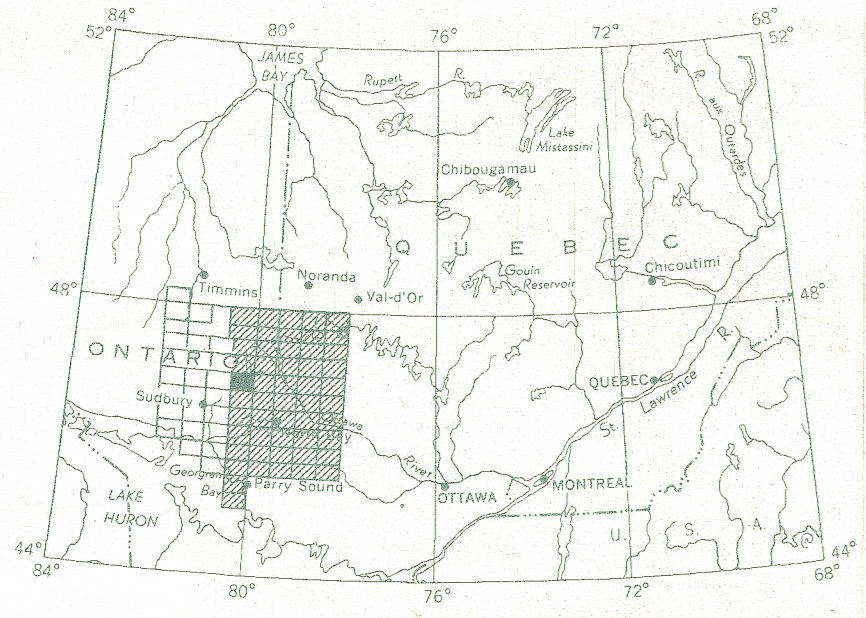 84°
80°
76°
72°
68°
52°
52°
JAMES
BAY
Rupert R.
R. aux Outardes
Lake
Mistassini
Chibougamau
QUEBEC
Gouin
Reservoir
Chicoutimi
Timmins
Noranda
Val-d'Or
48°
48°
ONTARIO
Sudbury
North Bay
Ottawa River
Georgian
Bay
Parry Sound
QUEBEC
St. Lawrence R.
OTTAWA
MONTREAL
LAKE
HURON
U. S. A.
44°
44°
84°
80°
76°
72°
68°